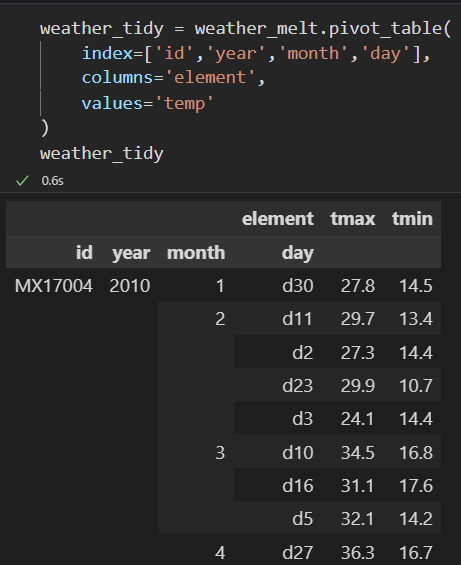 weather_tidy = weather_melt.pivot_table(
    index=['id','year','month','day'],
    columns='element',
    values='temp'
)
weather_tidy
✓ 0.6s
element tmax tmin
id year month day
MX17004 2010 1 d30 27.8 14.5
2 d11 29.7 13.4
d2 27.3 14.4
d23 29.9 10.7
d3 24.1 14.4
3 d10 34.5 16.8
d16 31.1 17.6
d5 32.1 14.2
4 d27 36.3 16.7